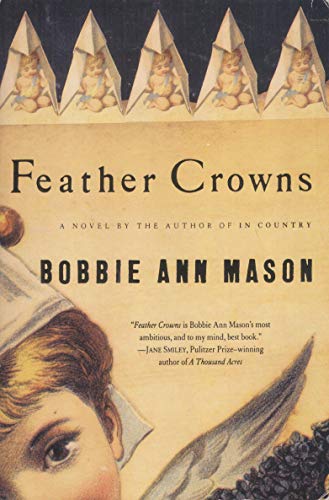 Feather Crowns
A NOVEL BY THE AUTHOR OF IN COUNTRY
BOBBIE ANN MASON
"Feather Crowns is Bobbie Ann Mason's most
ambitious, and to my mind, best book."
—JANE SMILEY, Pulitzer Prize–winning
author of A Thousand Acres